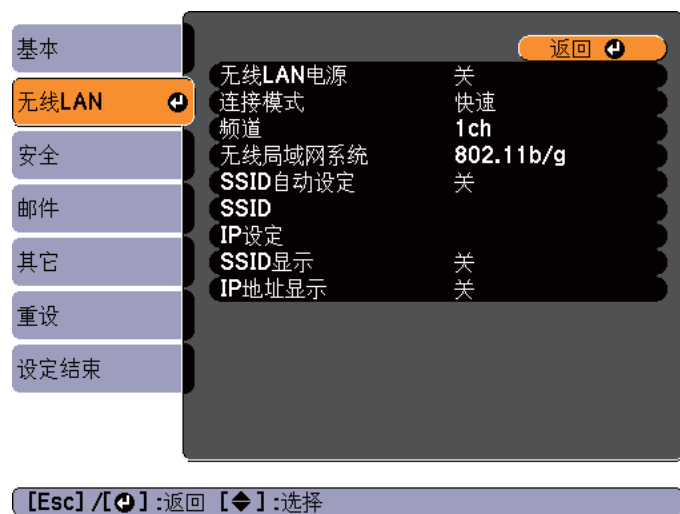 基本
无线LAN
安全
邮件
其它
重设
设定结束
返回
无线LAN电源 关
连接模式 快速
频道 1ch
无线局域网系统 802.11b/g
SSID自动设定 关
SSID
IP设定
SSID显示 关
IP地址显示 关
[Esc] /[⏎] :返回 [◆] :选择